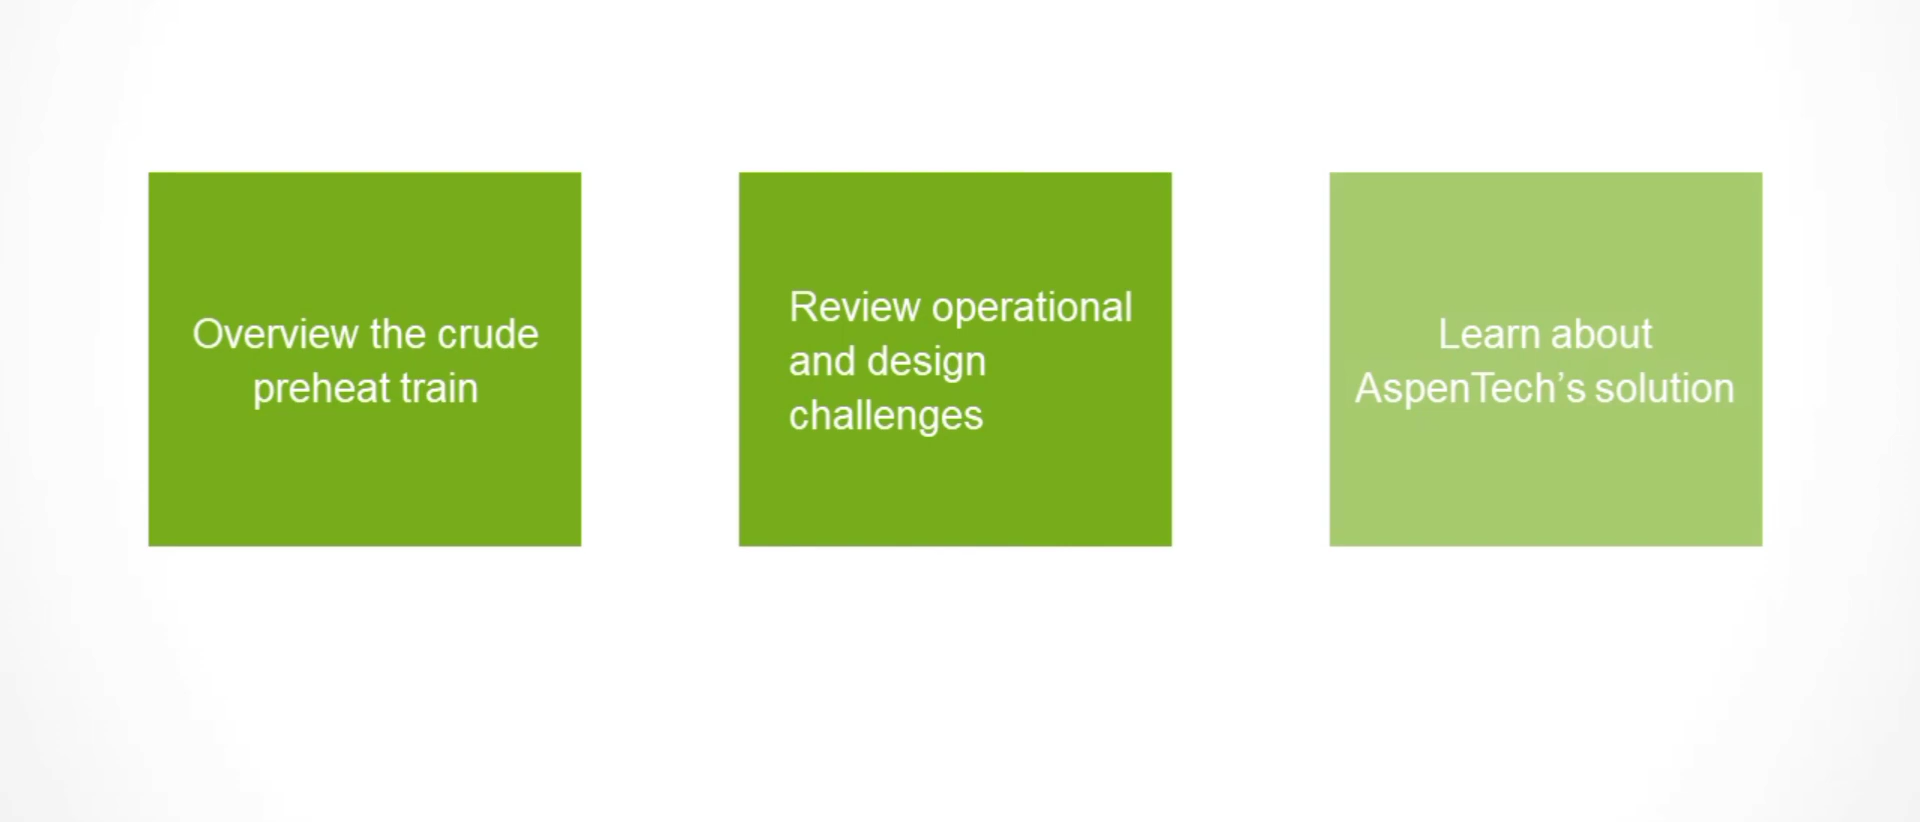 Overview the crude
preheat train
Review operational
and design
challenges
Learn about
AspenTech’s solution